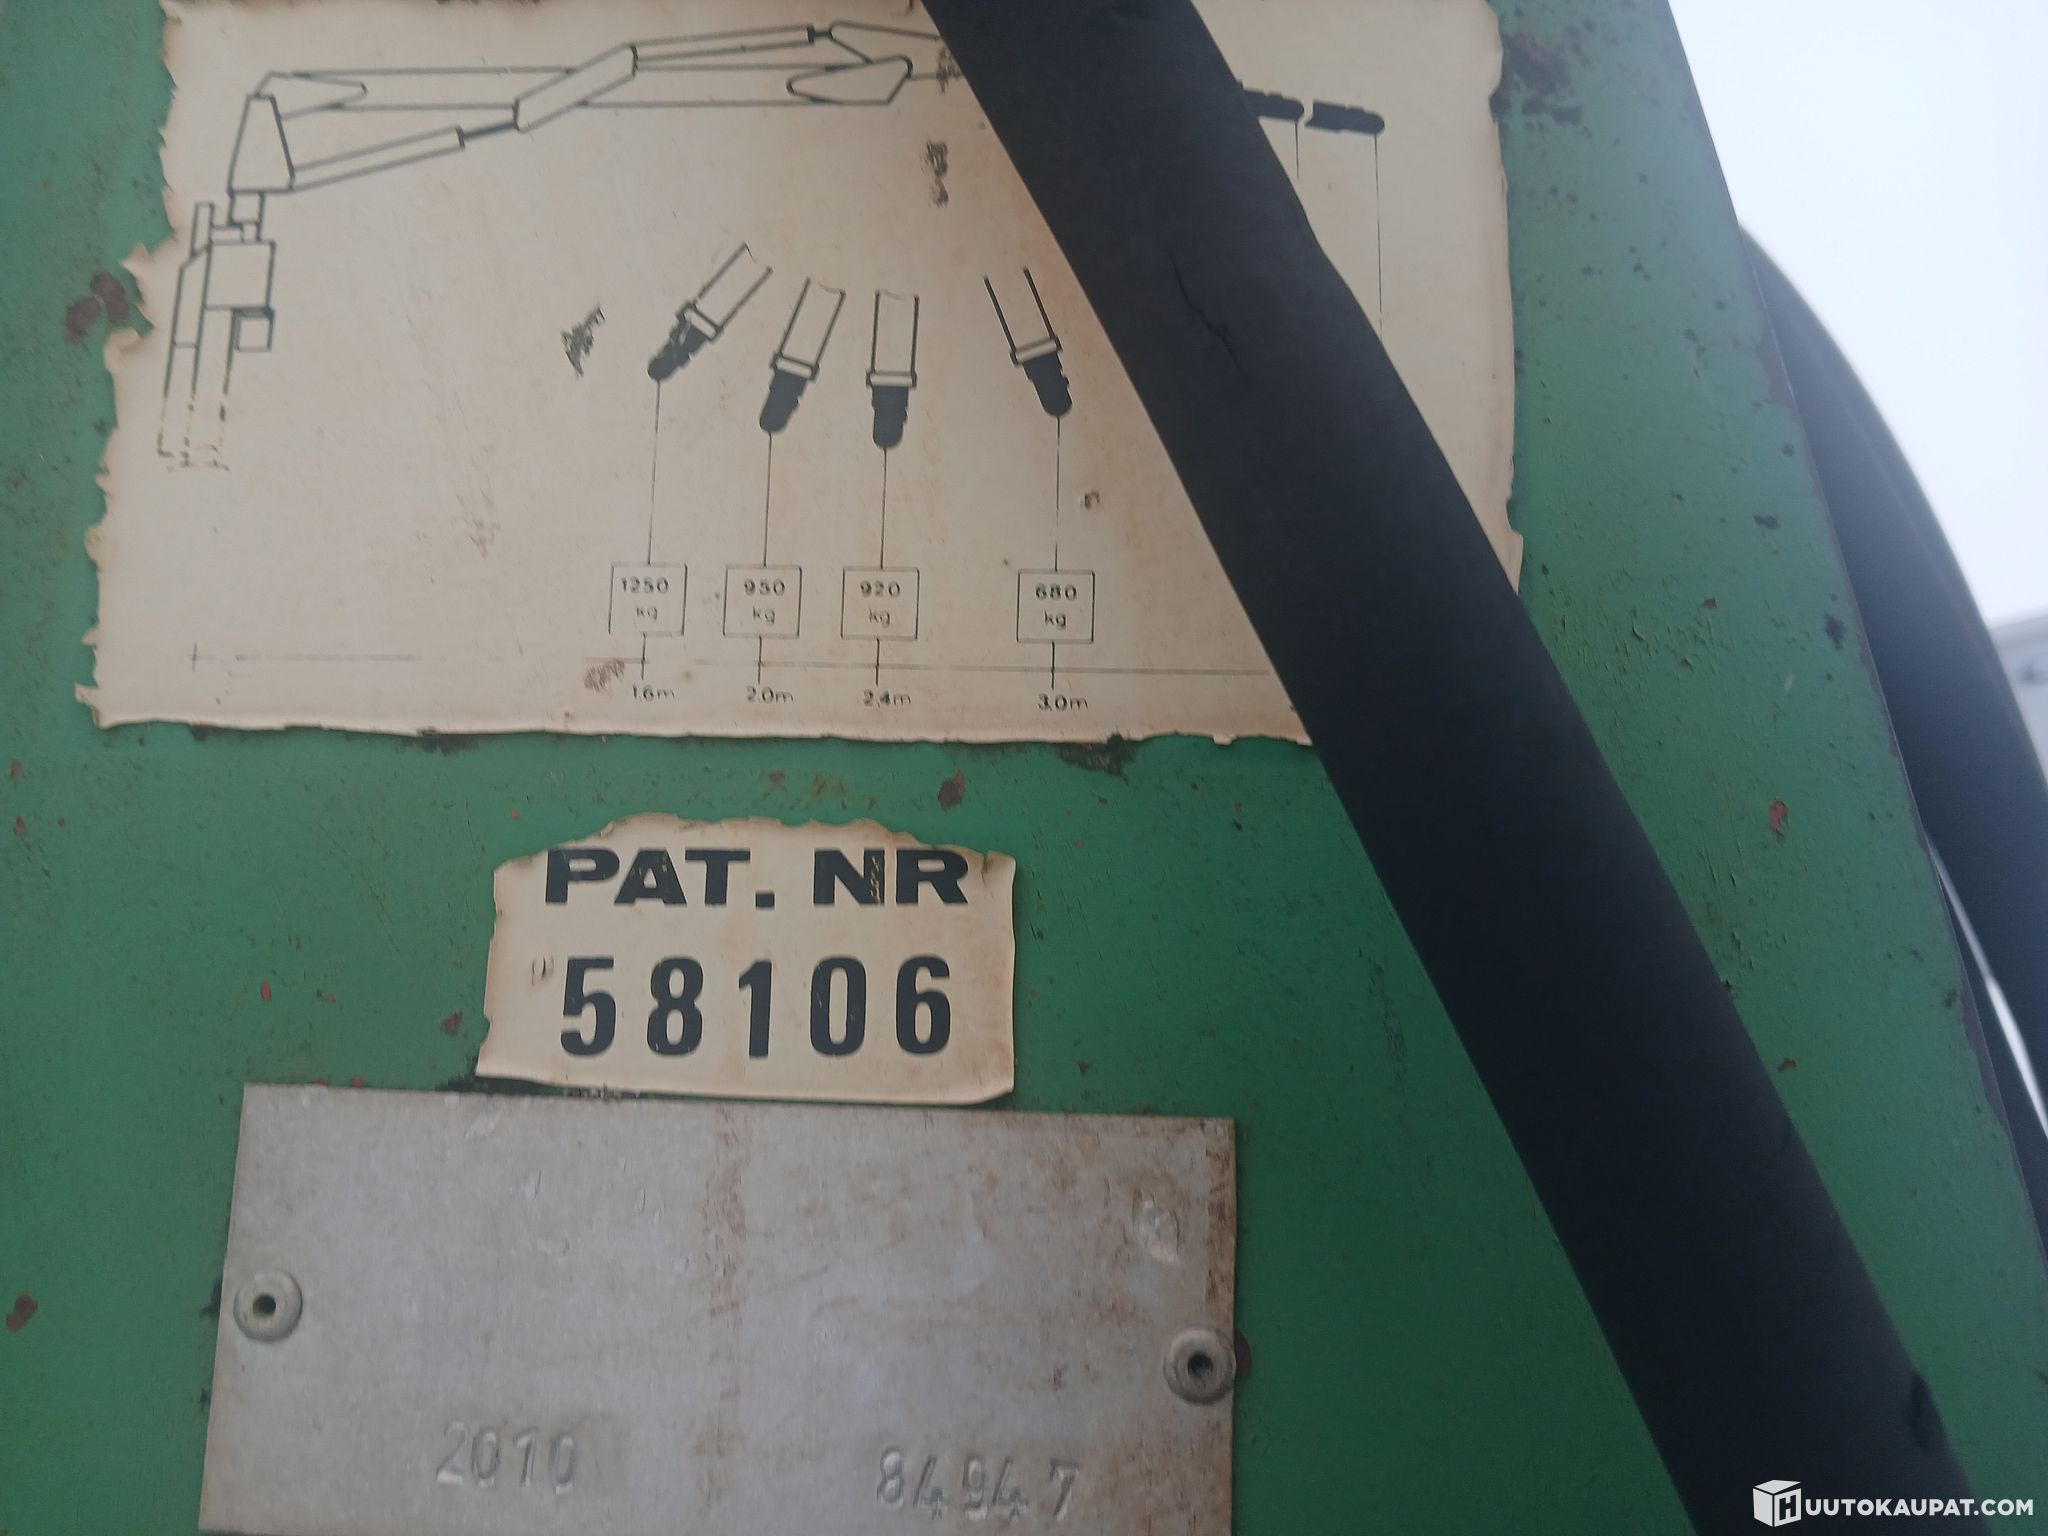 1250 950 920 680
kg kg kg kg
1.6m 2.0m 2.4m 3.0m
PAT. NR
58106
2010 84947
HUUTOKAUPAT.COM